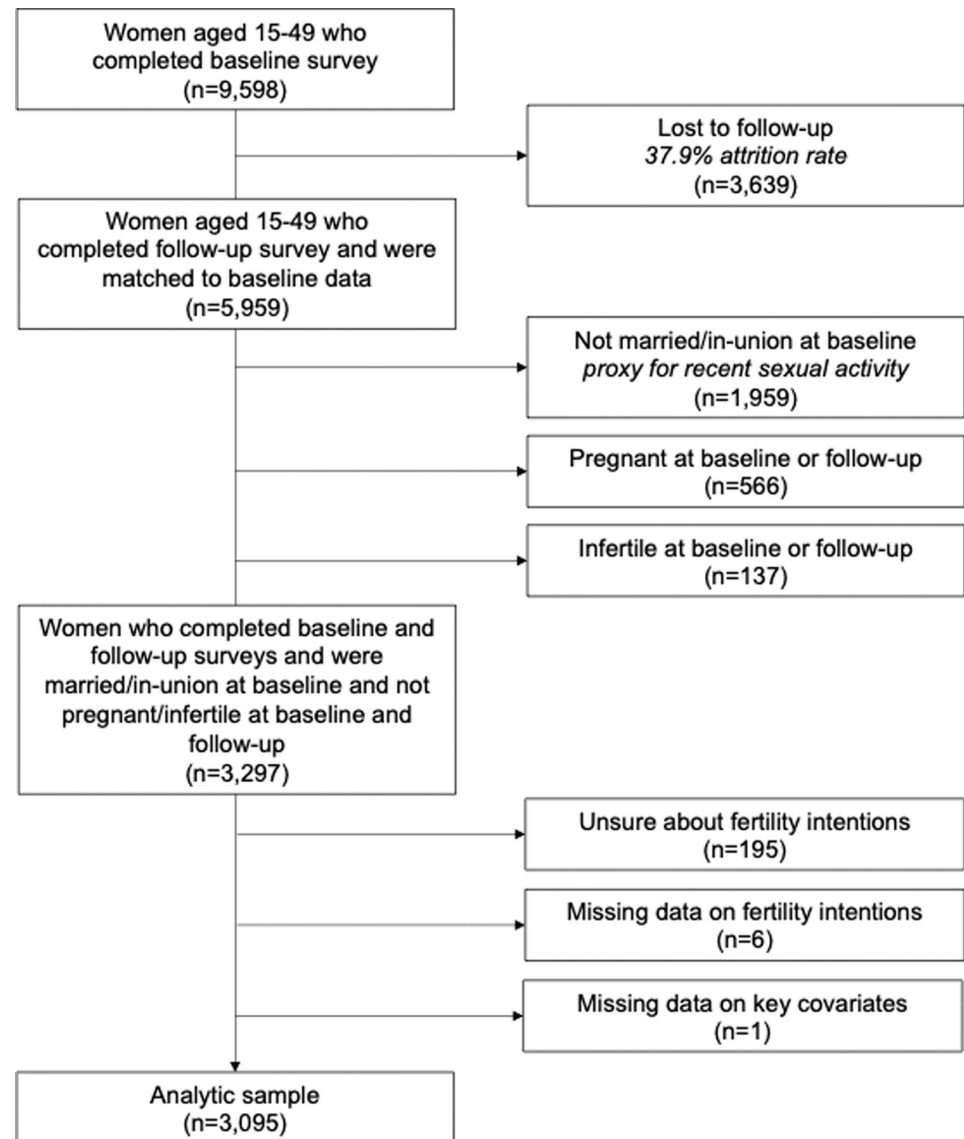 Women aged 15-49 who
completed baseline survey
(n=9,598)
Lost to follow-up
37.9% attrition rate
(n=3,639)
Women aged 15-49 who
completed follow-up survey and were
matched to baseline data
(n=5,959)
Not married/in-union at baseline
proxy for recent sexual activity
(n=1,959)
Pregnant at baseline or follow-up
(n=566)
Infertile at baseline or follow-up
(n=137)
Women who completed baseline and
follow-up surveys and were
married/in-union at baseline and not
pregnant/infertile at baseline and
follow-up
(n=3,297)
Unsure about fertility intentions
(n=195)
Missing data on fertility intentions
(n=6)
Missing data on key covariates
(n=1)
Analytic sample
(n=3,095)